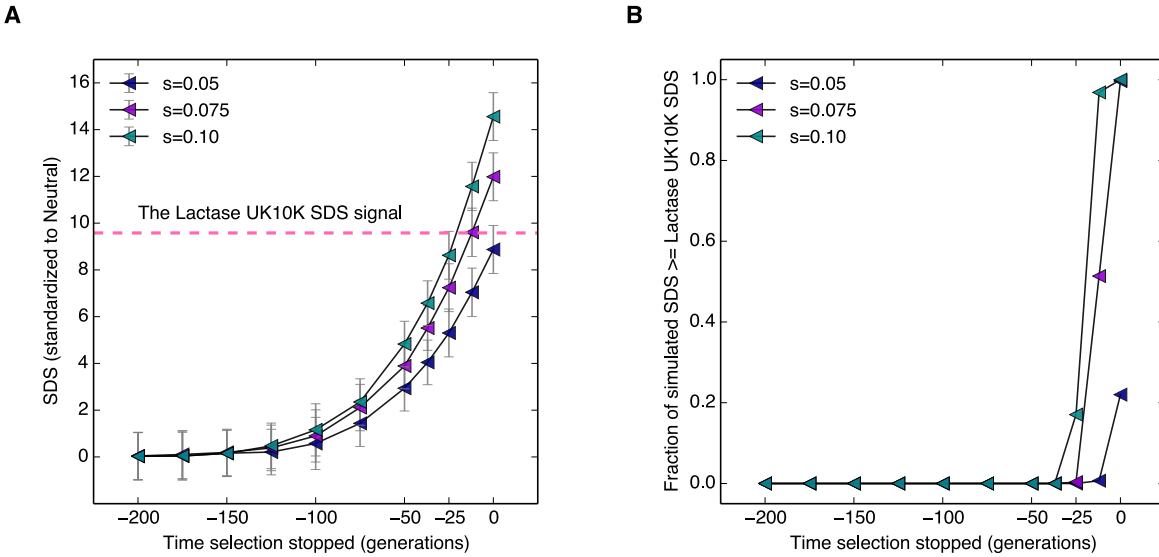 A
B
SDS (standardized to Neutral)
16
14
12
10
8
6
4
2
0
s=0.05
s=0.075
s=0.10
The Lactase UK10K SDS signal
−200
−150
−100
−50
−25
0
Time selection stopped (generations)
Fraction of simulated SDS >= Lactase UK10K SDS
1.0
0.8
0.6
0.4
0.2
0.0
s=0.05
s=0.075
s=0.10
−200
−150
−100
−50
−25
0
Time selection stopped (generations)